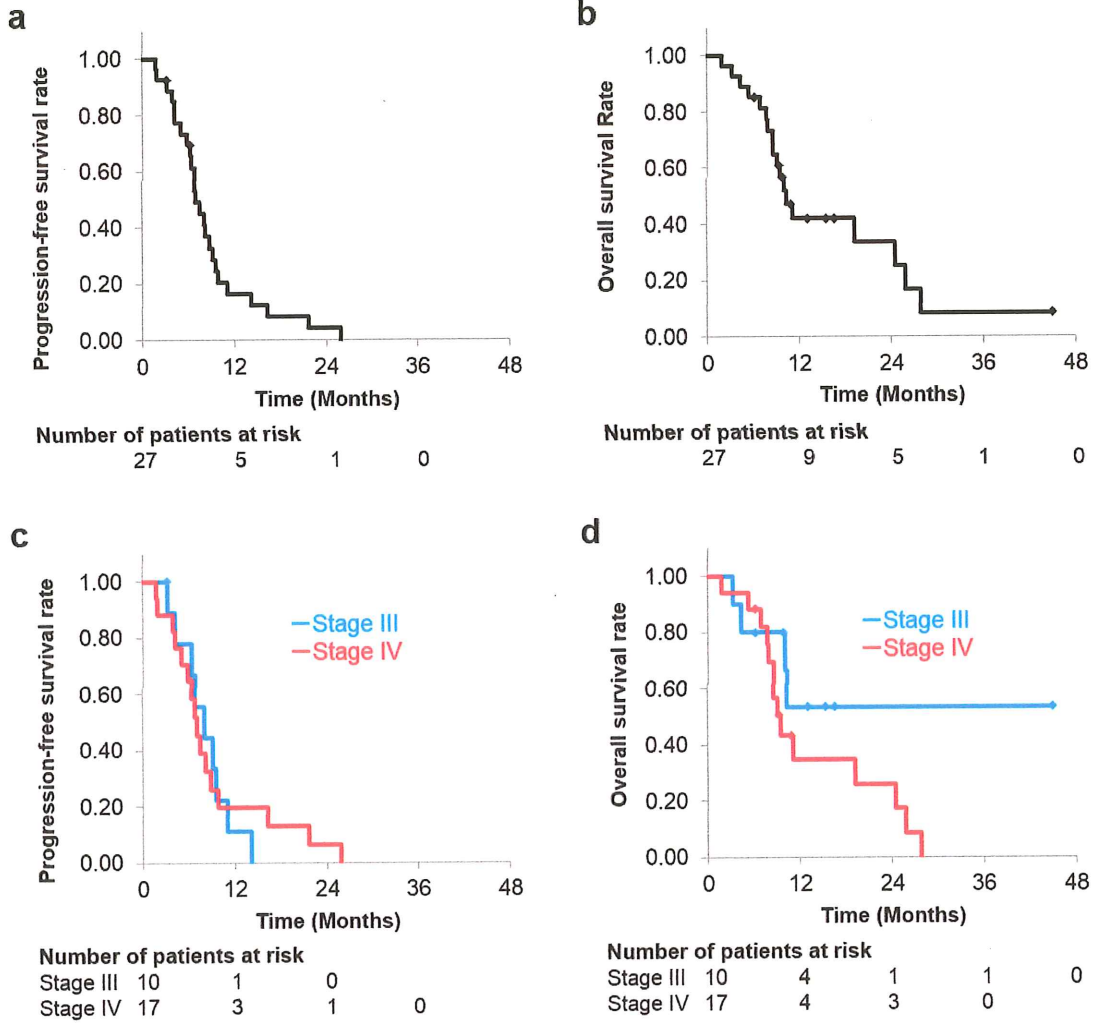 a
Progression-free survival rate
1.00
0.80
0.60
0.40
0.20
0.00
0 12 24 36 48
Time (Months)
Number of patients at risk
27 5 1 0
b
Overall survival Rate
1.00
0.80
0.60
0.40
0.20
0.00
0 12 24 36 48
Time (Months)
Number of patients at risk
27 9 5 1 0
c
Progression-free survival rate
1.00
0.80
0.60
0.40
0.20
0.00
Stage III
Stage IV
0 12 24 36 48
Time (Months)
Number of patients at risk
Stage III 10 1 0
Stage IV 17 3 1 0
d
Overall survival rate
1.00
0.80
0.60
0.40
0.20
0.00
Stage III
Stage IV
0 12 24 36 48
Time (Months)
Number of patients at risk
Stage III 10 4 1 1 0
Stage IV 17 4 3 0